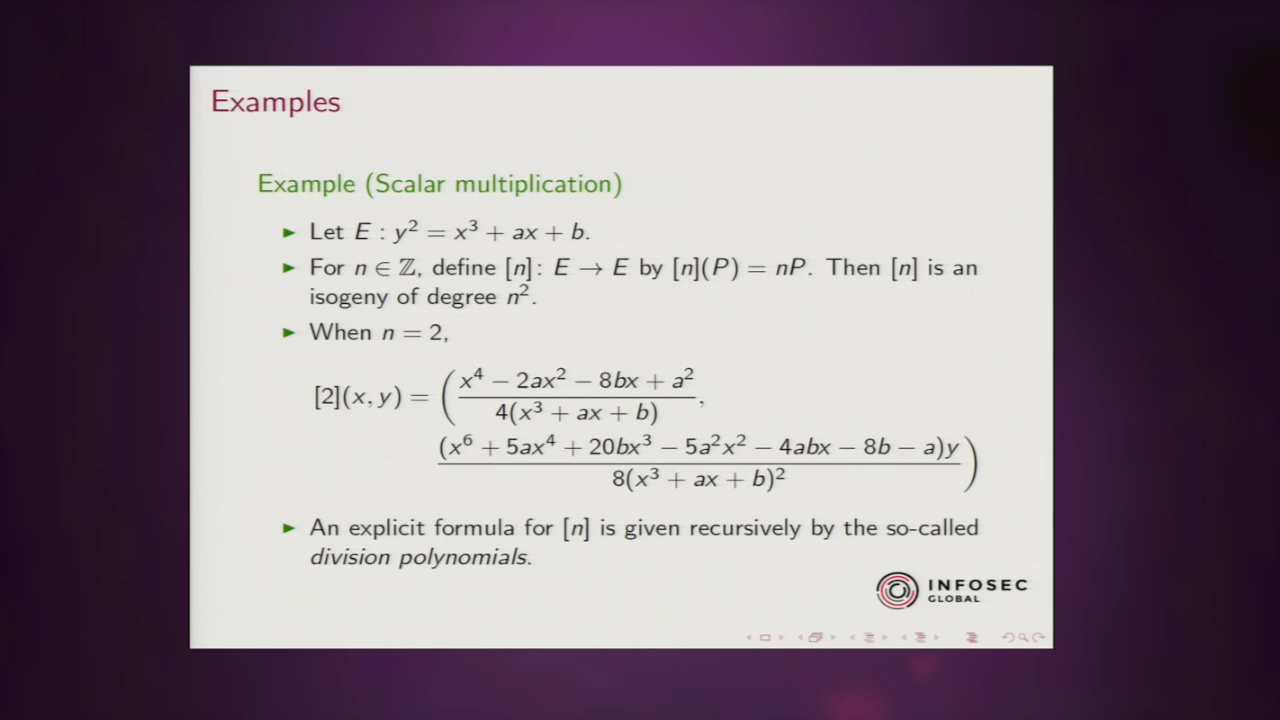 Examples
Example (Scalar multiplication)
► Let E : y² = x³ + ax + b.
► For n ∈ ℤ, define [n]: E → E by [n](P) = nP. Then [n] is an
isogeny of degree n².
► When n = 2,
[2](x, y) = ( (x⁴ − 2ax² − 8bx + a²) / (4(x³ + ax + b)),
((x⁶ + 5ax⁴ + 20bx³ − 5a²x² − 4abx − 8b − a)y) / (8(x³ + ax + b)²) )
► An explicit formula for [n] is given recursively by the so-called
division polynomials.
INFOSEC
GLOBAL